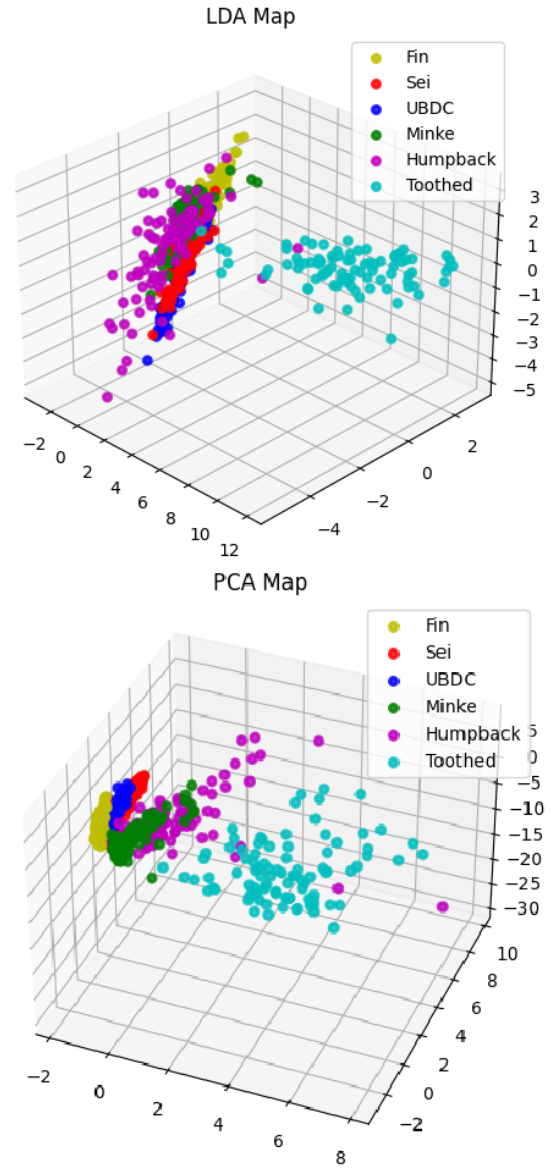 LDA Map
Fin
Sei
UBDC
Minke
Humpback
Toothed
3
2
1
0
−1
−2
−3
−4
−5
−2 0 2 4 6 8 10 12
−4 −2 0 2
PCA Map
Fin
Sei
UBDC
Minke
Humpback
Toothed
5
0
−5
−10
−15
−20
−25
−30
−2 0 2 4 6 8
−2 0 2 4 6 8 10